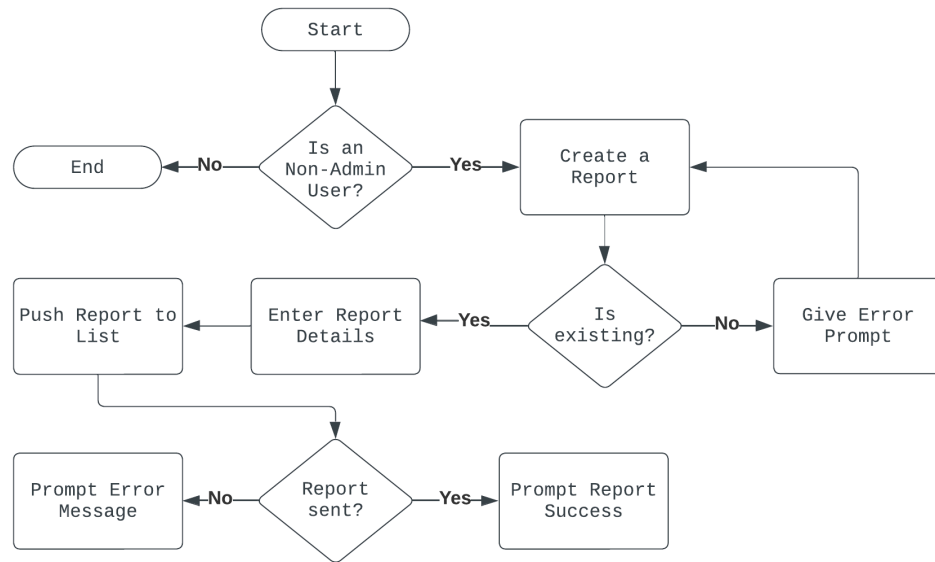 Start
Is an
Non-Admin
User?
No
End
Yes
Create a
Report
Is
existing?
No
Give Error
Prompt
Yes
Enter Report
Details
Push Report to
List
Report
sent?
No
Prompt Error
Message
Yes
Prompt Report
Success